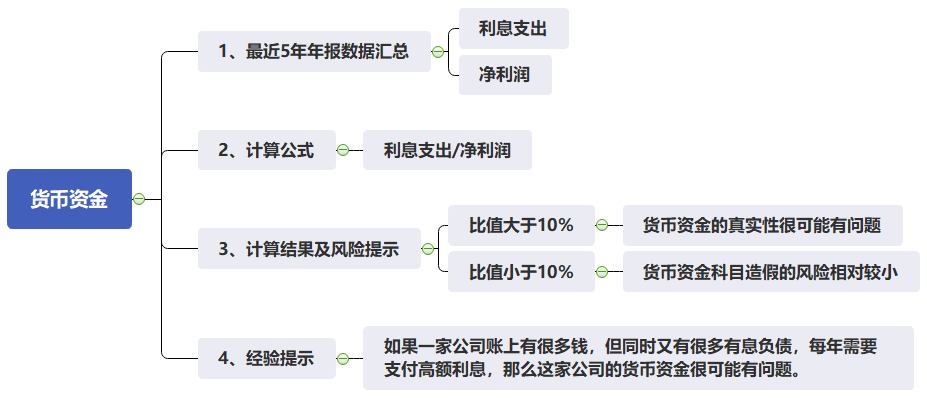 货币资金
1、最近5年年报数据汇总
利息支出
净利润
2、计算公式
利息支出/净利润
3、计算结果及风险提示
比值大于10%
货币资金的真实性很可能有问题
比值小于10%
货币资金科目造假的风险相对较小
4、经验提示
如果一家公司账上有很多钱，但同时又有很多有息负债，每年需要
支付高额利息，那么这家公司的货币资金很可能有问题。